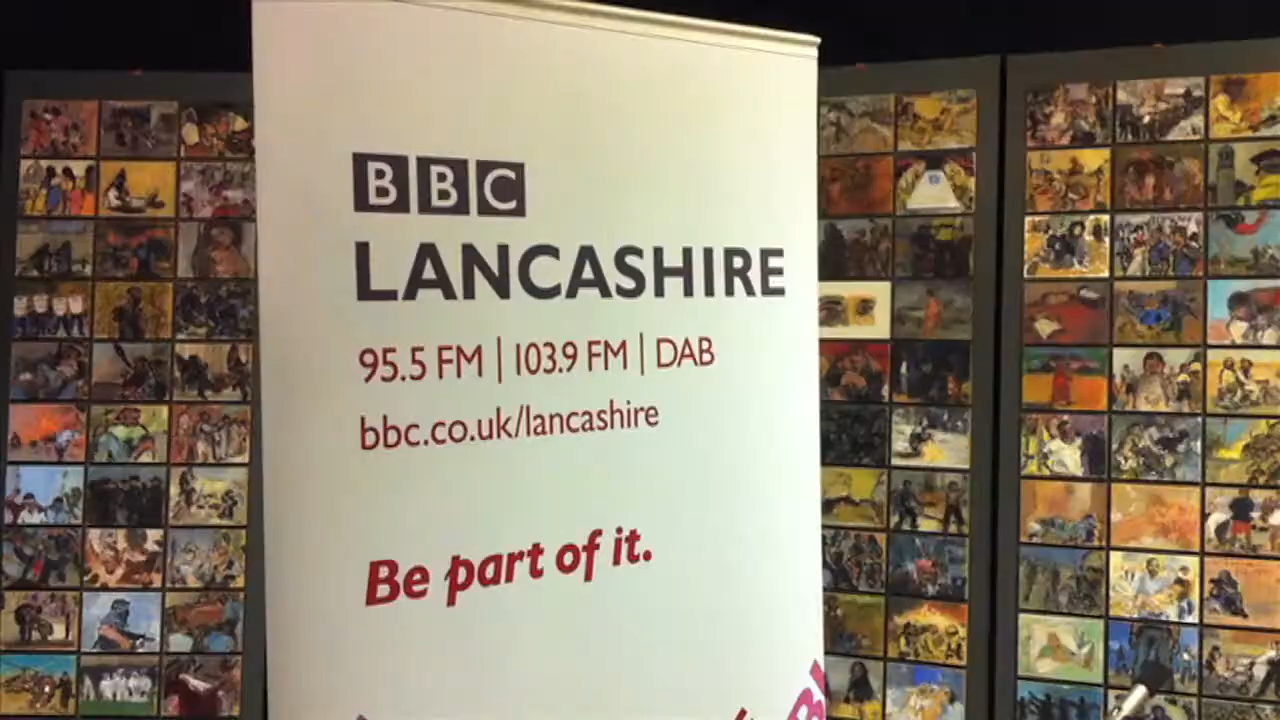 BBC
LANCASHIRE
95.5 FM | 103.9 FM | DAB
bbc.co.uk/lancashire
Be part of it.